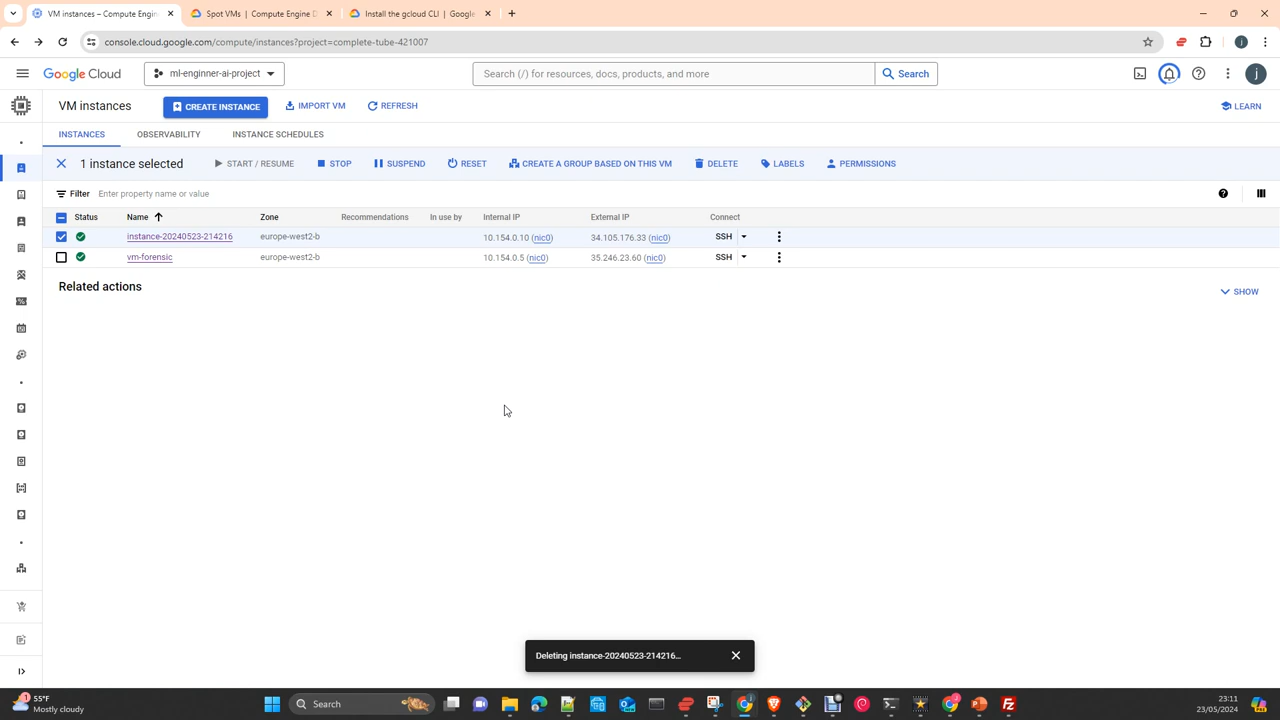 VM instances – Compute Engin
Spot VMs | Compute Engine D
Install the gcloud CLI | Google
console.cloud.google.com/compute/instances?project=complete-tube-421007
j
Google Cloud
ml-enginner-ai-project
Search (/) for resources, docs, products, and more
Search
j
VM instances
CREATE INSTANCE
IMPORT VM
REFRESH
LEARN
INSTANCES
OBSERVABILITY
INSTANCE SCHEDULES
1 instance selected
START / RESUME
STOP
SUSPEND
RESET
CREATE A GROUP BASED ON THIS VM
DELETE
LABELS
PERMISSIONS
Filter Enter property name or value
Status Name Zone Recommendations In use by Internal IP External IP Connect
instance-20240523-214216 europe-west2-b 10.154.0.10 (nic0) 34.105.176.33 (nic0) SSH
vm-forensic europe-west2-b 10.154.0.5 (nic0) 35.246.23.60 (nic0) SSH
Related actions
SHOW
Deleting instance-20240523-214216...
55°F
Mostly cloudy
Search
23:11
23/05/2024